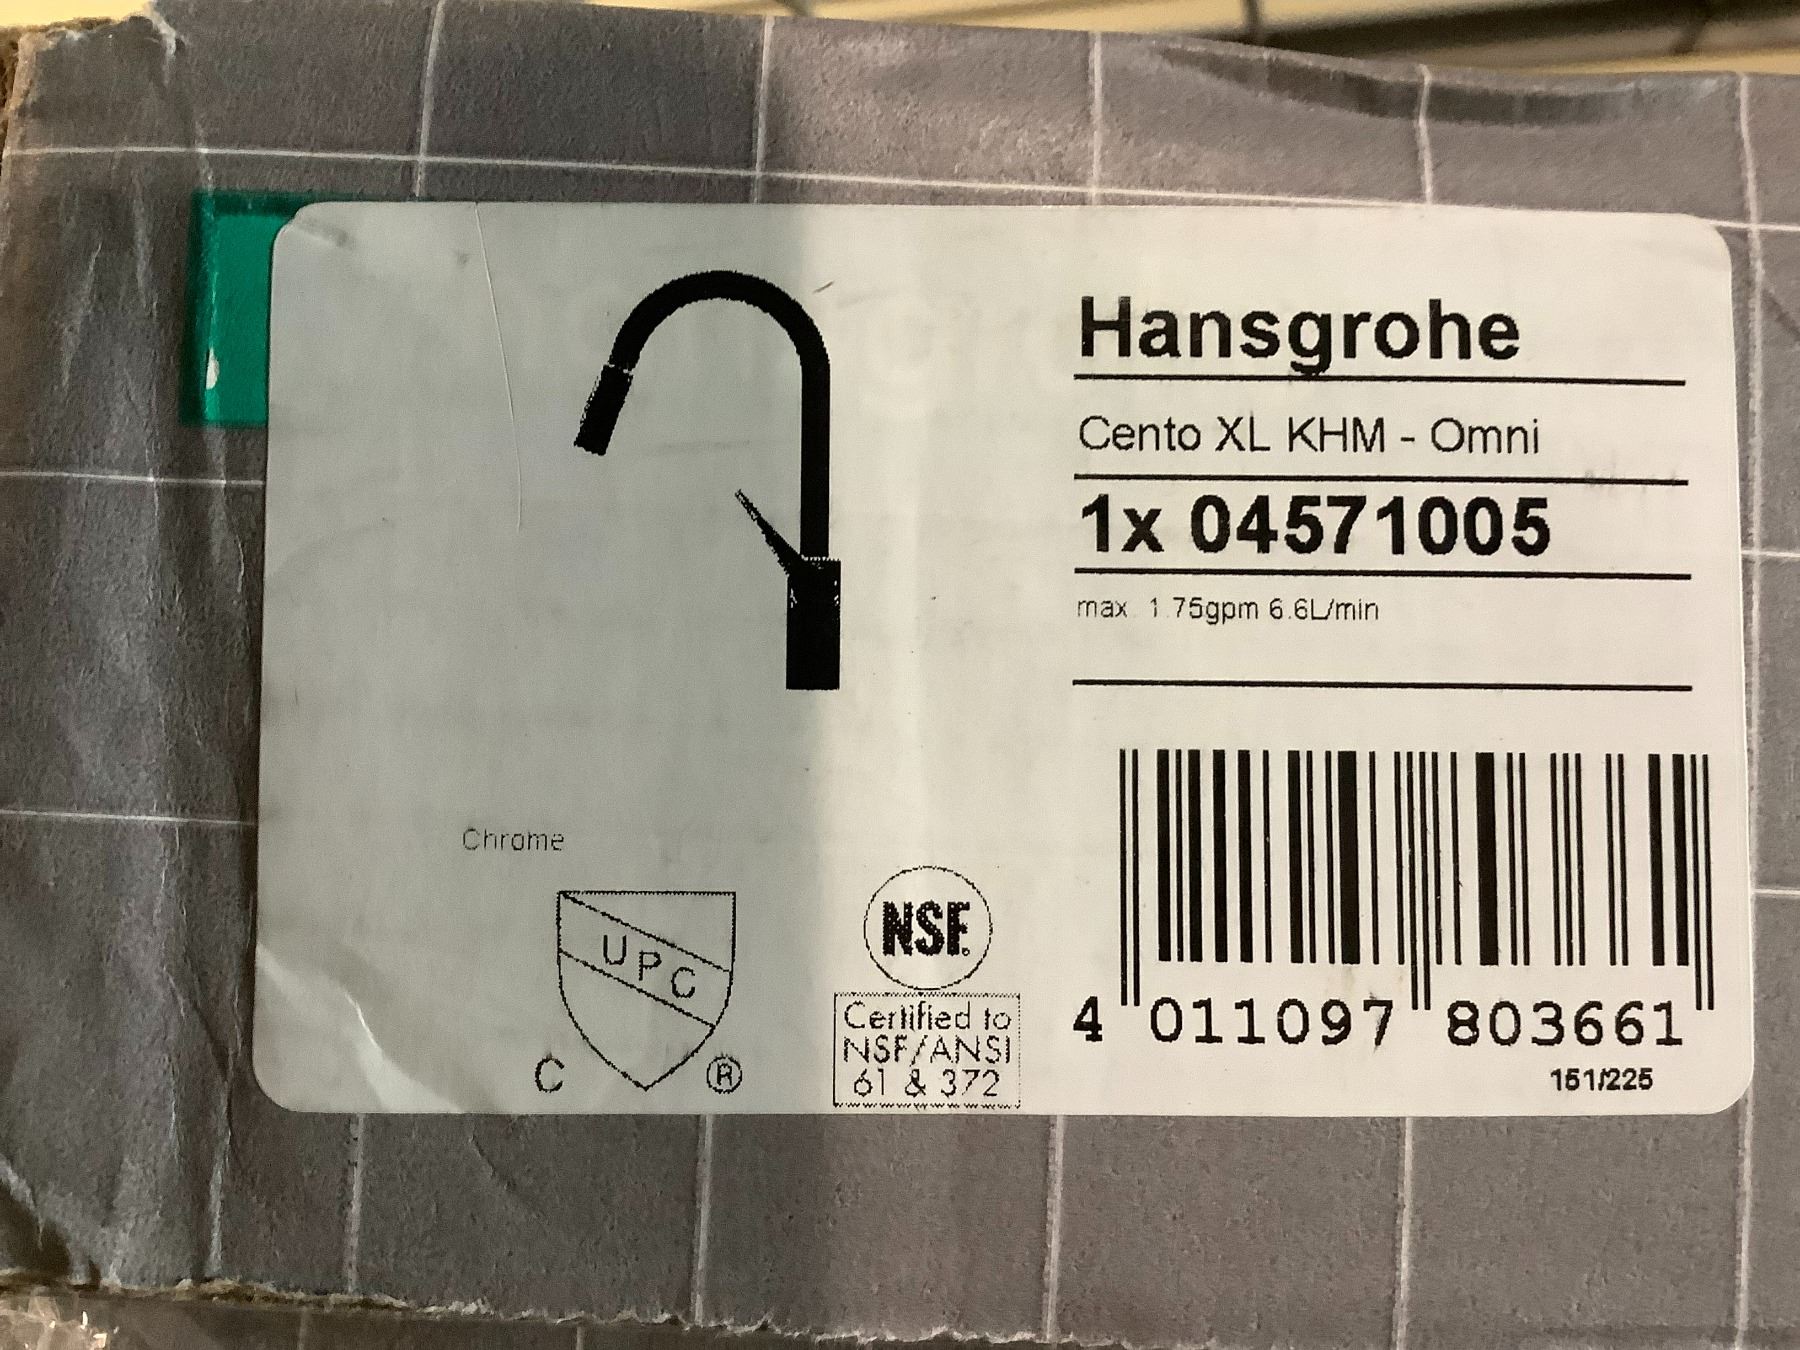 Hansgrohe
Cento XL KHM - Omni
1x 04571005
max. 1.75gpm 6.6L/min
Chrome
UPC
C ®
NSF.
Certified to
NSF/ANSI
61 & 372
4 011097 803661
151/225